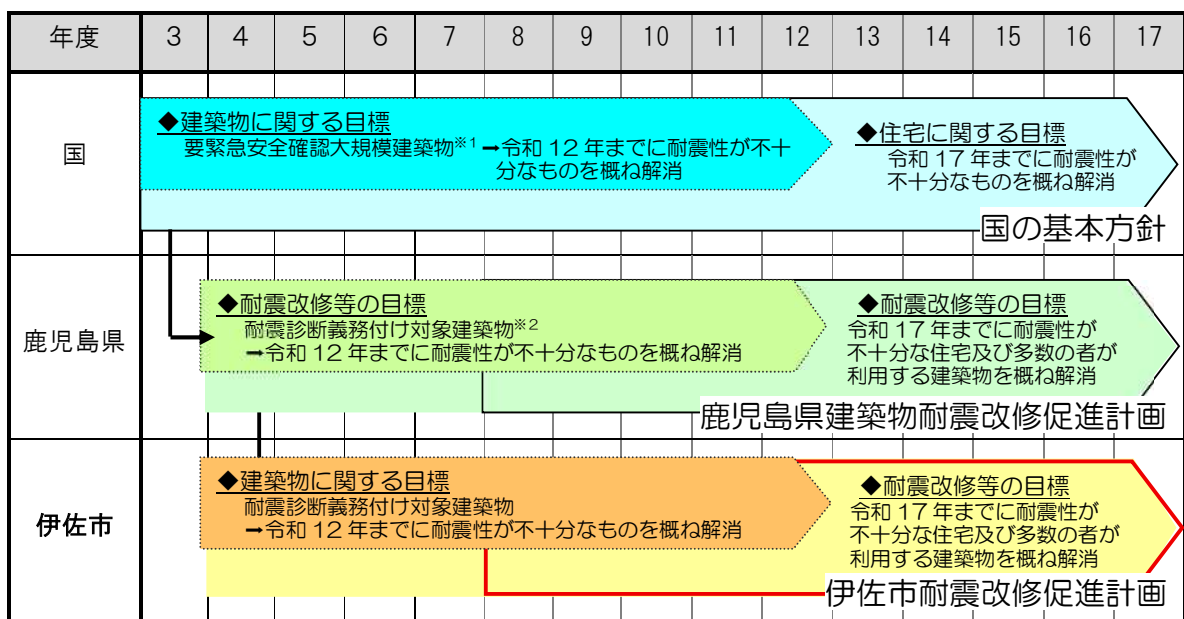 年度 3 4 5 6 7 8 9 10 11 12 13 14 15 16 17
国
◆建築物に関する目標
要緊急安全確認大規模建築物※1 →令和 12 年までに耐震性が不十
分なものを概ね解消
◆住宅に関する目標
令和 17 年までに耐震性が
不十分なものを概ね解消
国の基本方針
鹿児島県
◆耐震改修等の目標
耐震診断義務付け対象建築物※2
→令和 12 年までに耐震性が不十分なものを概ね解消
◆耐震改修等の目標
令和 17 年までに耐震性が
不十分な住宅及び多数の者が
利用する建築物を概ね解消
鹿児島県建築物耐震改修促進計画
伊佐市
◆建築物に関する目標
耐震診断義務付け対象建築物
→令和 12 年までに耐震性が不十分なものを概ね解消
◆耐震改修等の目標
令和 17 年までに耐震性が
不十分な住宅及び多数の者が
利用する建築物を概ね解消
伊佐市耐震改修促進計画